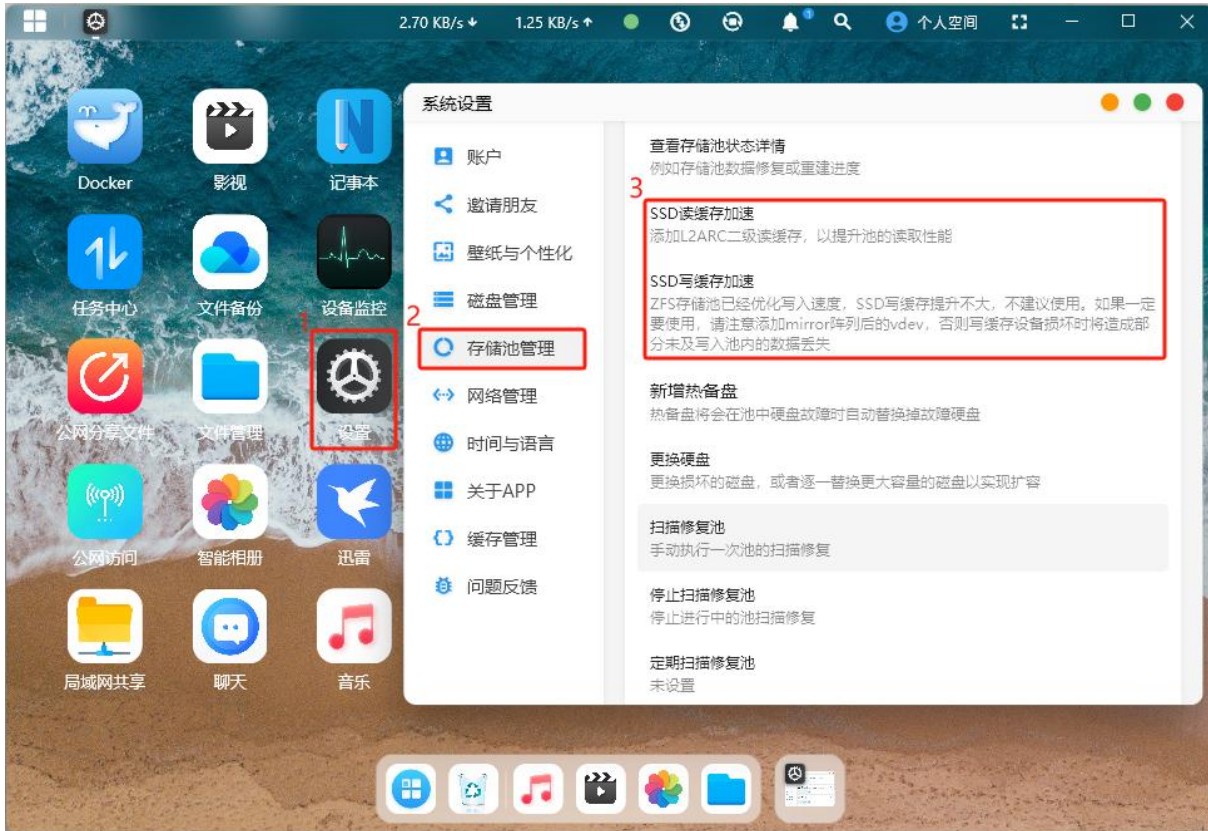 2.70 KB/s 1.25 KB/s 1 个人空间
Docker 影视 记事本
任务中心 文件备份 设备监控
公网分享文件 文件管理 设置
公网访问 智能相册 迅雷
局域网共享 聊天 音乐
1
系统设置
账户
邀请朋友
壁纸与个性化
磁盘管理
2
存储池管理
网络管理
时间与语言
关于APP
缓存管理
问题反馈
查看存储池状态详情
例如存储池数据修复或重建进度
3
SSD读缓存加速
添加L2ARC二级读缓存，以提升池的读取性能
SSD写缓存加速
ZFS存储池已经优化写入速度，SSD写缓存提升不大，不建议使用。如果一定
要使用，请注意添加mirror阵列后的vdev，否则写缓存设备损坏时将造成部
分未及写入池内的数据丢失
新增热备盘
热备盘将会在池中硬盘故障时自动替换掉故障硬盘
更换硬盘
更换损坏的磁盘，或者逐一替换更大容量的磁盘以实现扩容
扫描修复池
手动执行一次池的扫描修复
停止扫描修复池
停止进行中的池扫描修复
定期扫描修复池
未设置